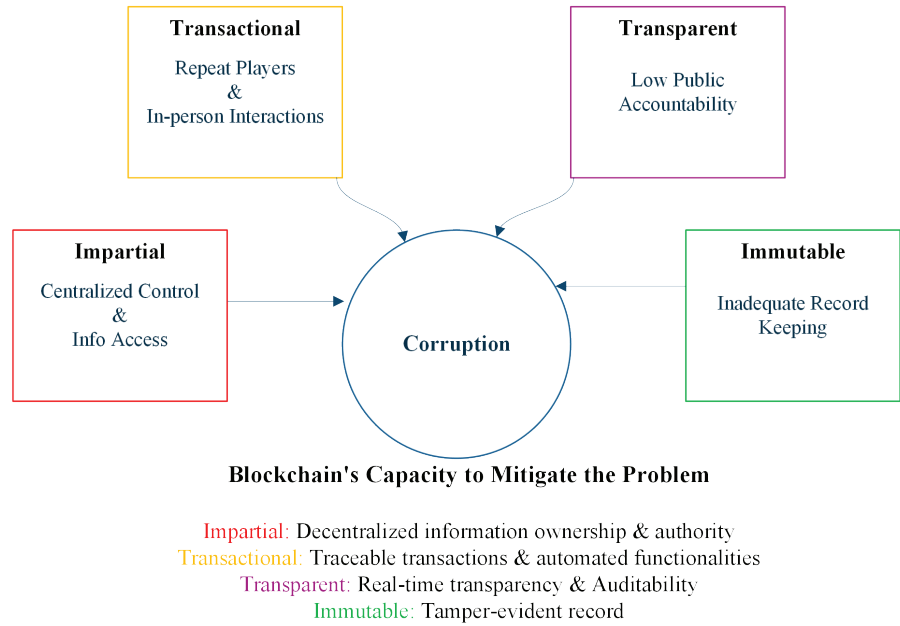 Transactional
Repeat Players
&
In-person Interactions
Transparent
Low Public
Accountability
Impartial
Centralized Control
&
Info Access
Immutable
Inadequate Record
Keeping
Corruption
Blockchain's Capacity to Mitigate the Problem
Impartial: Decentralized information ownership & authority
Transactional: Traceable transactions & automated functionalities
Transparent: Real-time transparency & Auditability
Immutable: Tamper-evident record